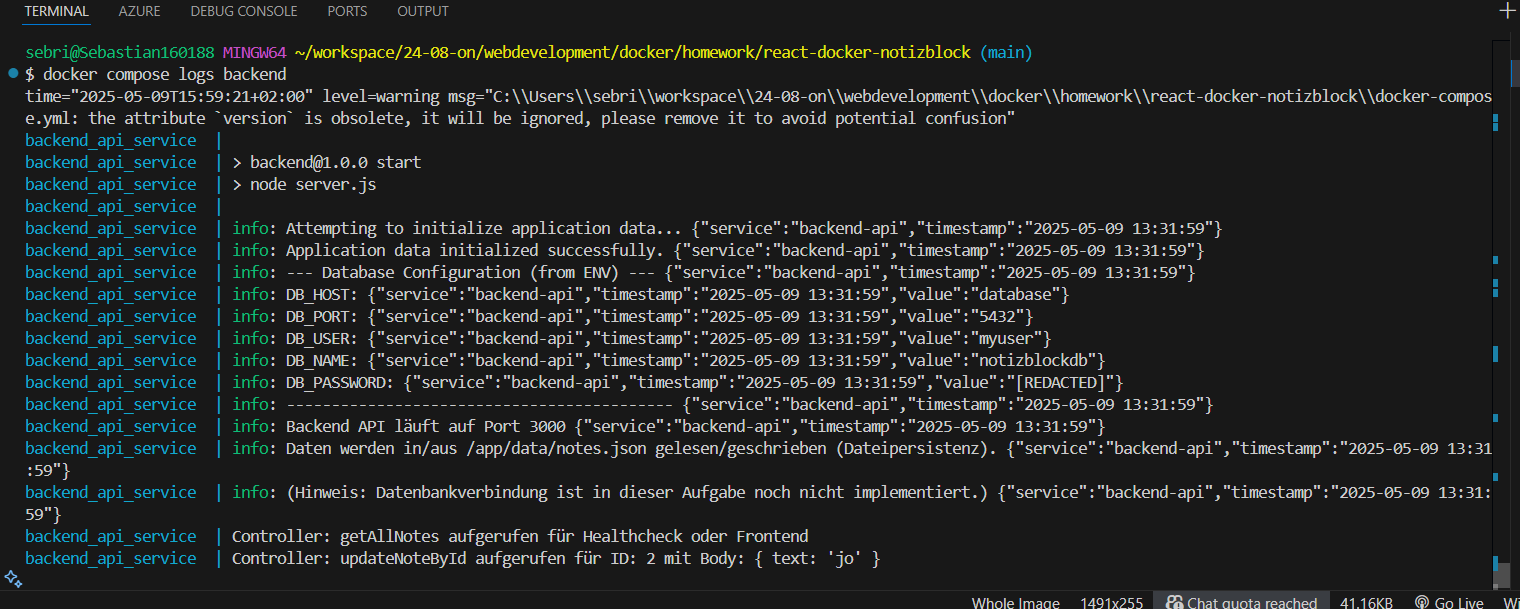 TERMINAL AZURE DEBUG CONSOLE PORTS OUTPUT
sebri@Sebastian160188 MINGW64 ~/workspace/24-08-on/webdevelopment/docker/homework/react-docker-notizblock (main)
$ docker compose logs backend
time="2025-05-09T15:59:21+02:00" level=warning msg="C:\\Users\\sebri\\workspace\\24-08-on\\webdevelopment\\docker\\homework\\react-docker-notizblock\\docker-compos
e.yml: the attribute `version` is obsolete, it will be ignored, please remove it to avoid potential confusion"
backend_api_service  |
backend_api_service  | > backend@1.0.0 start
backend_api_service  | > node server.js
backend_api_service  |
backend_api_service  | info: Attempting to initialize application data... {"service":"backend-api","timestamp":"2025-05-09 13:31:59"}
backend_api_service  | info: Application data initialized successfully. {"service":"backend-api","timestamp":"2025-05-09 13:31:59"}
backend_api_service  | info: --- Database Configuration (from ENV) --- {"service":"backend-api","timestamp":"2025-05-09 13:31:59"}
backend_api_service  | info: DB_HOST: {"service":"backend-api","timestamp":"2025-05-09 13:31:59","value":"database"}
backend_api_service  | info: DB_PORT: {"service":"backend-api","timestamp":"2025-05-09 13:31:59","value":"5432"}
backend_api_service  | info: DB_USER: {"service":"backend-api","timestamp":"2025-05-09 13:31:59","value":"myuser"}
backend_api_service  | info: DB_NAME: {"service":"backend-api","timestamp":"2025-05-09 13:31:59","value":"notizblockdb"}
backend_api_service  | info: DB_PASSWORD: {"service":"backend-api","timestamp":"2025-05-09 13:31:59","value":"[REDACTED]"}
backend_api_service  | info: ------------------------------------------- {"service":"backend-api","timestamp":"2025-05-09 13:31:59"}
backend_api_service  | info: Backend API läuft auf Port 3000 {"service":"backend-api","timestamp":"2025-05-09 13:31:59"}
backend_api_service  | info: Daten werden in/aus /app/data/notes.json gelesen/geschrieben (Dateipersistenz). {"service":"backend-api","timestamp":"2025-05-09 13:31
:59"}
backend_api_service  | info: (Hinweis: Datenbankverbindung ist in dieser Aufgabe noch nicht implementiert.) {"service":"backend-api","timestamp":"2025-05-09 13:31:
59"}
backend_api_service  | Controller: getAllNotes aufgerufen für Healthcheck oder Frontend
backend_api_service  | Controller: updateNoteById aufgerufen für ID: 2 mit Body: { text: 'jo' }
Whole Image 1491x255 Chat quota reached 41.16KB Go Live Wi